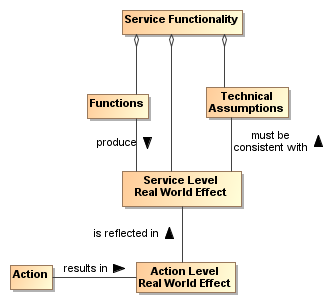 Service Functionality
Functions
Technical
Assumptions
produce
must be
consistent with
Service Level
Real World Effect
is reflected in
Action
results in
Action Level
Real World Effect